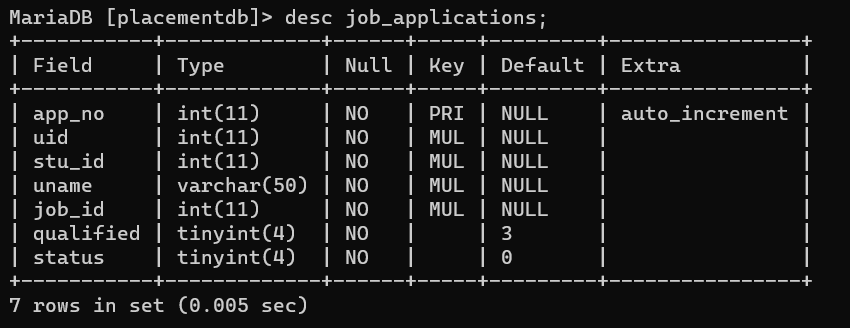 MariaDB [placementdb]> desc job_applications;
+-----------+-------------+------+-----+---------+----------------+
| Field     | Type        | Null | Key | Default | Extra          |
+-----------+-------------+------+-----+---------+----------------+
| app_no    | int(11)     | NO   | PRI | NULL    | auto_increment |
| uid       | int(11)     | NO   | MUL | NULL    |                |
| stu_id    | int(11)     | NO   | MUL | NULL    |                |
| uname     | varchar(50) | NO   | MUL | NULL    |                |
| job_id    | int(11)     | NO   | MUL | NULL    |                |
| qualified | tinyint(4)  | NO   |     | 3       |                |
| status    | tinyint(4)  | NO   |     | 0       |                |
+-----------+-------------+------+-----+---------+----------------+
7 rows in set (0.005 sec)